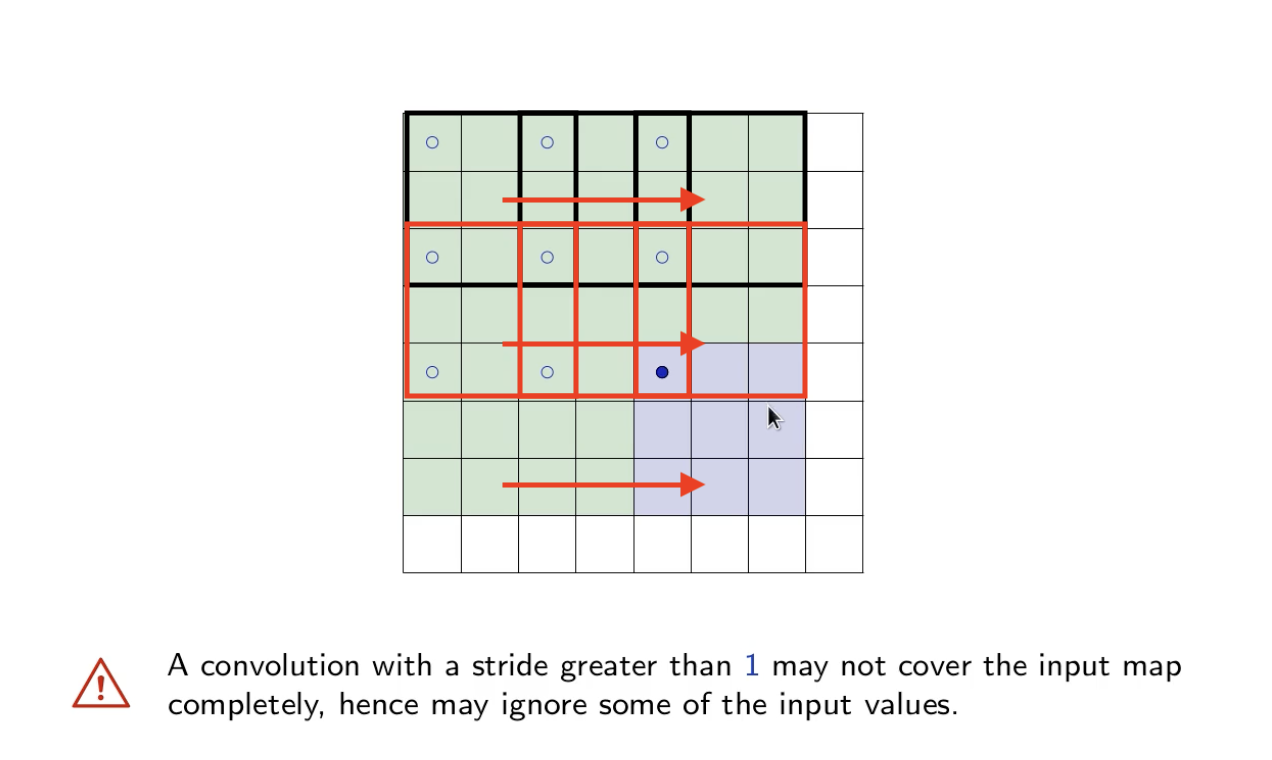 A convolution with a stride greater than 1 may not cover the input map
completely, hence may ignore some of the input values.